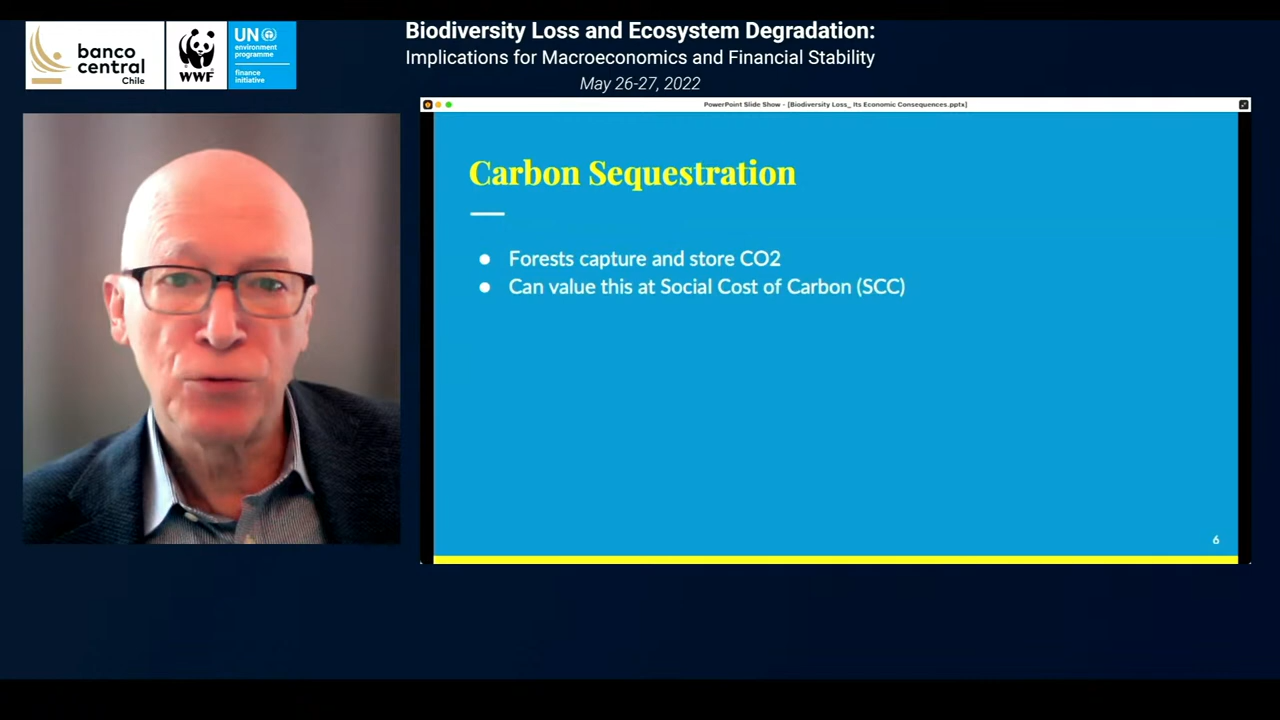 banco
central
Chile
WWF
UN
environment
programme
finance
initiative
Biodiversity Loss and Ecosystem Degradation:
Implications for Macroeconomics and Financial Stability
May 26-27, 2022
PowerPoint Slide Show - [Biodiversity Loss_ Its Economic Consequences.pptx]
Carbon Sequestration
● Forests capture and store CO2
● Can value this at Social Cost of Carbon (SCC)
6